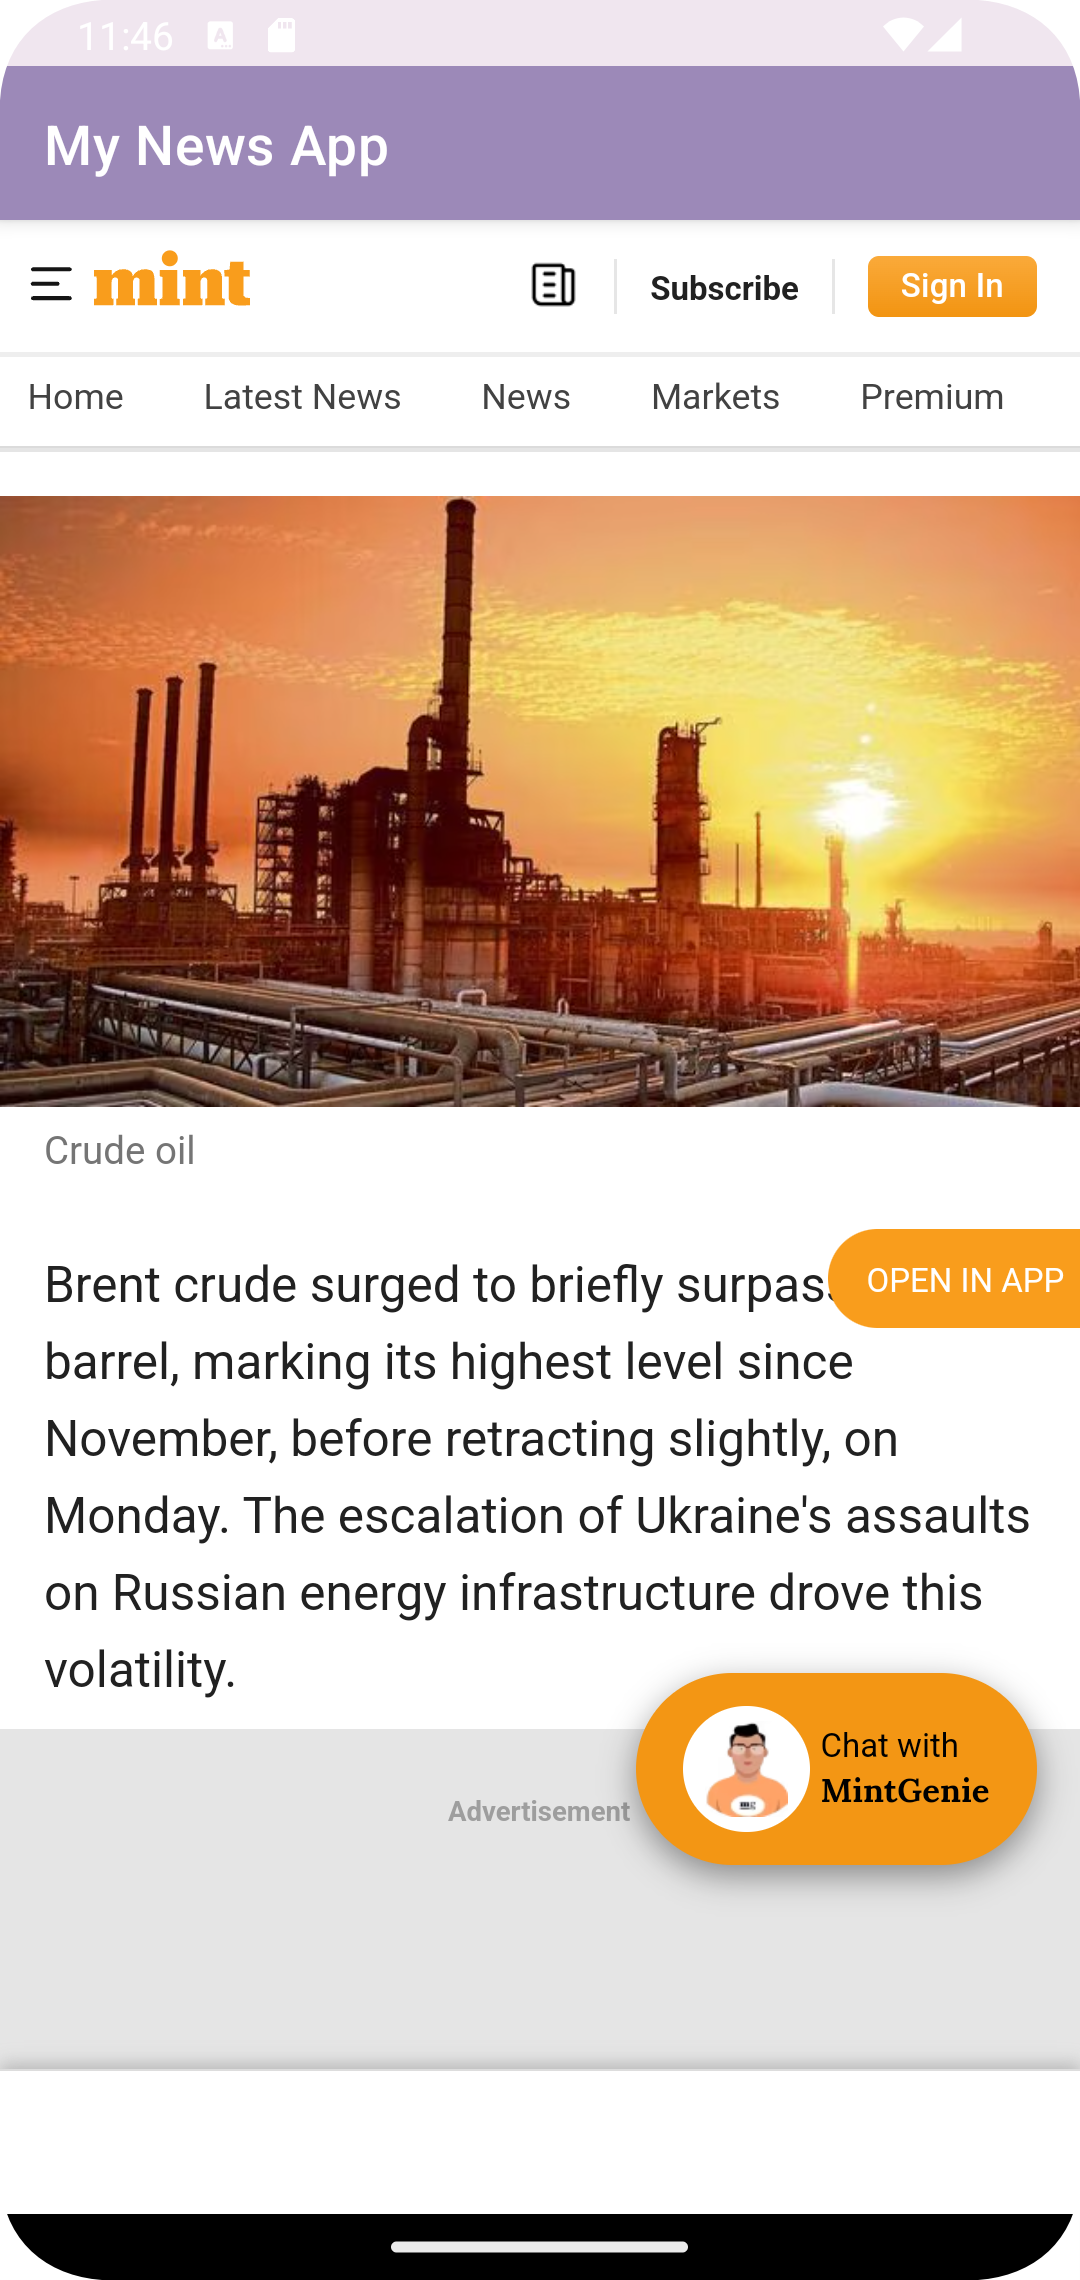 11:46
My News App
mint
Subscribe
Sign In
Home
Latest News
News
Markets
Premium
Crude oil
Brent crude surged to briefly
OPEN IN APP
barrel, marking its highest level since
November, before retracting slightly, on
Monday. The escalation of Ukraine's assaults
on Russian energy infrastructure drove this
volatility.
Chat with
MintGenie
Advertisement